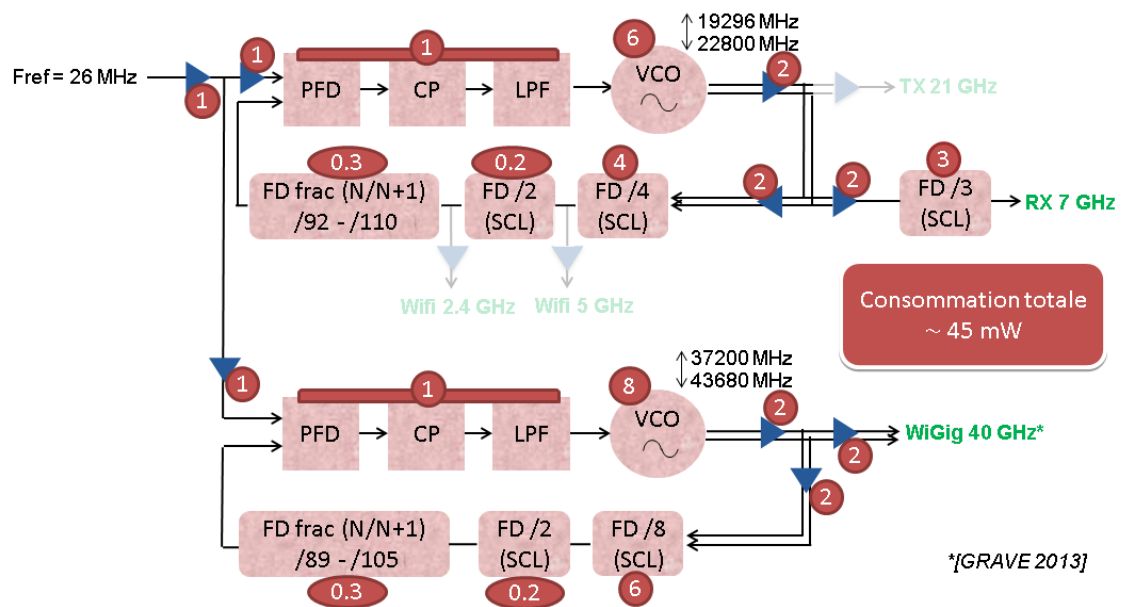 19296 MHz
22800 MHz
1
1
6
2
Fref = 26 MHz
1
PFD
CP
LPF
VCO
TX 21 GHz
0.3
0.2
4
2
2
3
FD frac (N/N+1)
/92 - /110
FD /2
(SCL)
FD /4
(SCL)
FD /3
(SCL)
RX 7 GHz
Wifi 2.4 GHz
Wifi 5 GHz
Consommation totale
~ 45 mW
37200 MHz
43680 MHz
1
1
8
2
PFD
CP
LPF
VCO
WiGig 40 GHz*
2
2
FD frac (N/N+1)
/89 - /105
FD /2
(SCL)
FD /8
(SCL)
0.3
0.2
6
*[GRAVE 2013]